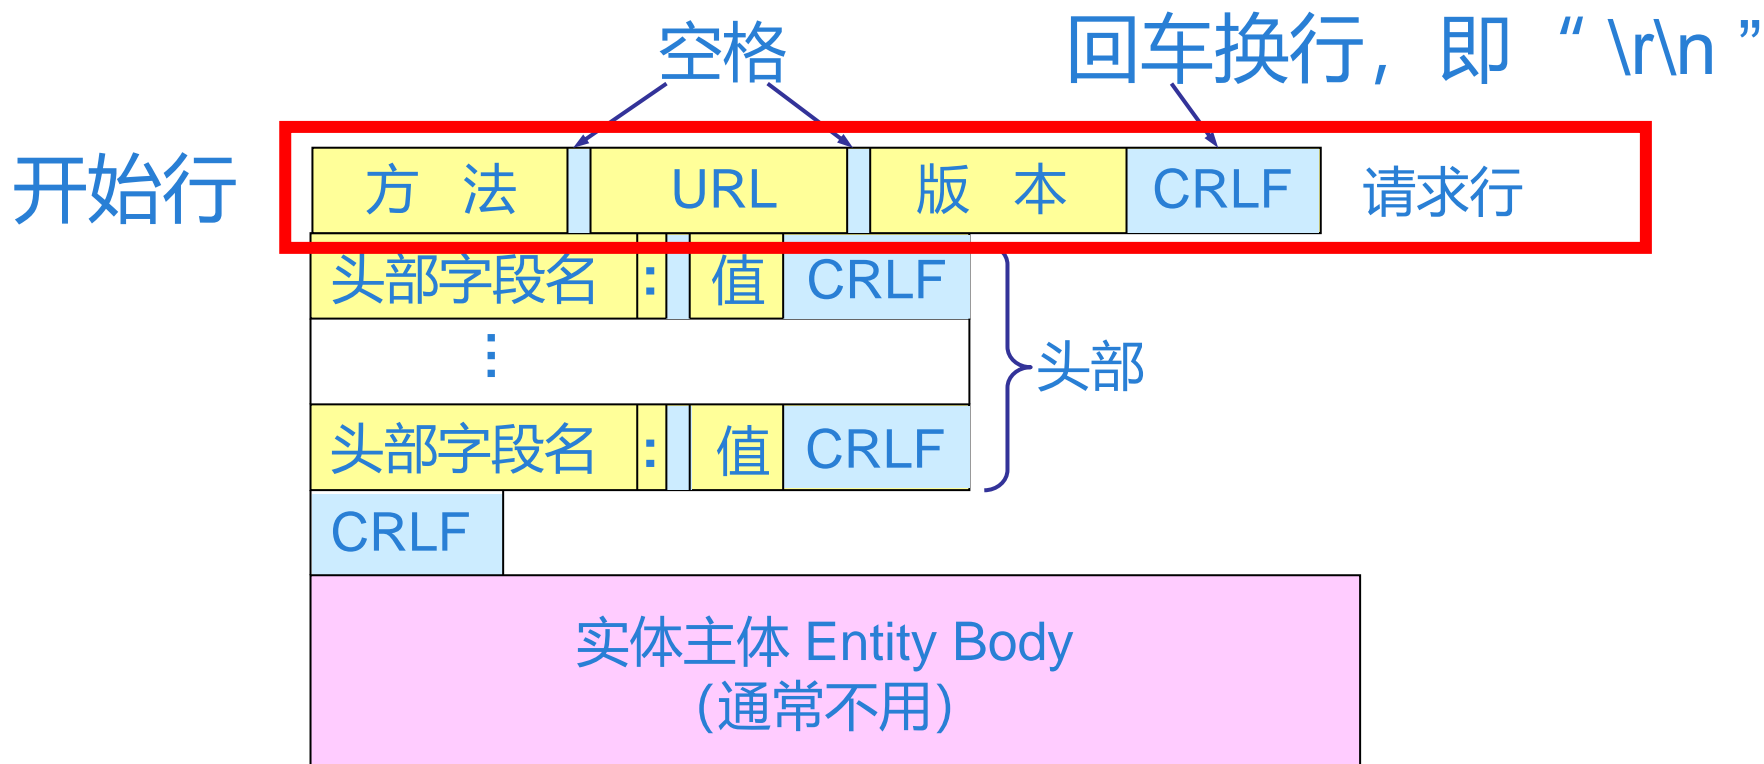 空格
回车换行，即“\r\n”
开始行
方 法 URL 版 本 CRLF 请求行
头部字段名 : 值 CRLF
⋮
头部
头部字段名 : 值 CRLF
CRLF
实体主体 Entity Body
(通常不用)